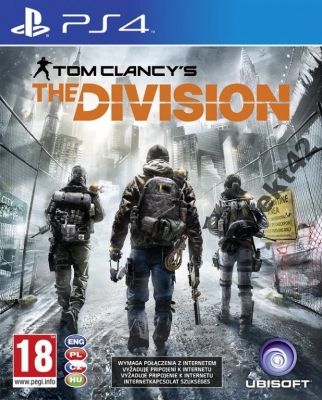 PS4
TOM CLANCY'S
THE DIVISION
18
www.pegi.info
ENG
PL
HU
WYMAGA POŁĄCZENIA Z INTERNETEM
VYŽADUJE PŘIPOJENÍ K INTERNETU
VYŽADUJE PRIPOJENIE K INTERNETU
INTERNETKAPCSOLAT SZÜKSÉGES
UBISOFT